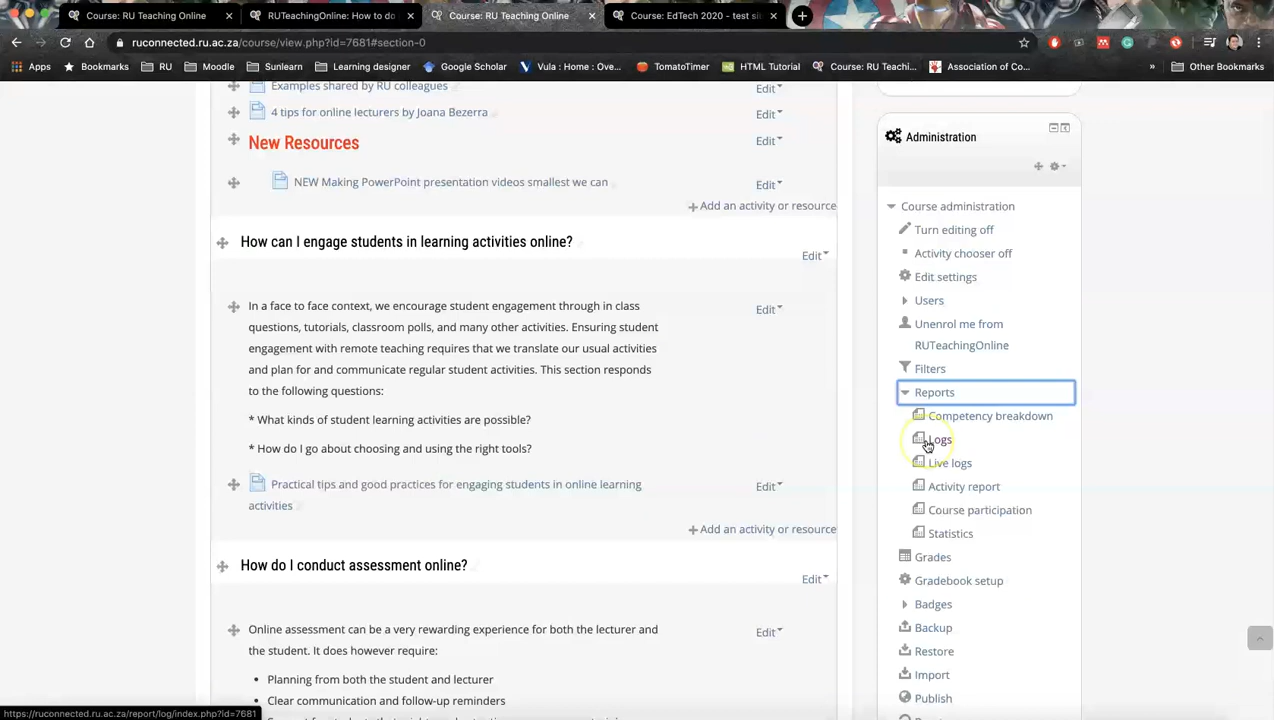 Course: RU Teaching Online
RUTeachingOnline: How to do
Course: RU Teaching Online
Course: EdTech 2020 - test si
ruconnected.ru.ac.za/course/view.php?id=7681#section-0
Apps
Bookmarks
RU
Moodle
Sunlearn
Learning designer
Google Scholar
Vula : Home : Ove...
TomatoTimer
HTML Tutorial
Course: RU Teachi...
Association of Co...
»
Other Bookmarks
Examples shared by RU colleagues
Edit
4 tips for online lecturers by Joana Bezerra
Edit
New Resources
Edit
NEW Making PowerPoint presentation videos smallest we can
Edit
Add an activity or resource
How can I engage students in learning activities online?
Edit
In a face to face context, we encourage student engagement through in class
Edit
questions, tutorials, classroom polls, and many other activities. Ensuring student
engagement with remote teaching requires that we translate our usual activities
and plan for and communicate regular student activities. This section responds
to the following questions:
* What kinds of student learning activities are possible?
* How do I go about choosing and using the right tools?
Practical tips and good practices for engaging students in online learning
activities
Edit
Add an activity or resource
How do I conduct assessment online?
Edit
Online assessment can be a very rewarding experience for both the lecturer and
Edit
the student. It does however require:
• Planning from both the student and lecturer
• Clear communication and follow-up reminders
Administration
Course administration
Turn editing off
Activity chooser off
Edit settings
Users
Unenrol me from
RUTeachingOnline
Filters
Reports
Competency breakdown
Logs
Live logs
Activity report
Course participation
Statistics
Grades
Gradebook setup
Badges
Backup
Restore
Import
Publish
https://ruconnected.ru.ac.za/report/log/index.php?id=7681